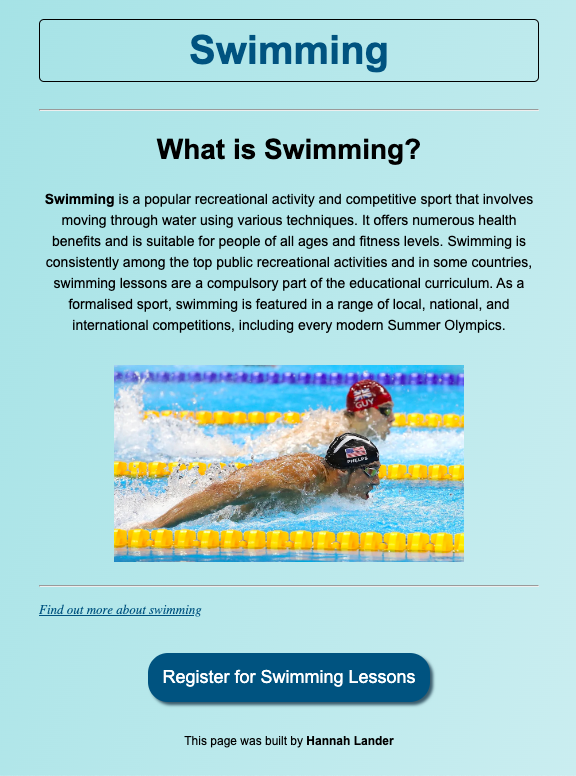 Swimming
What is Swimming?
Swimming is a popular recreational activity and competitive sport that involves
moving through water using various techniques. It offers numerous health
benefits and is suitable for people of all ages and fitness levels. Swimming is
consistently among the top public recreational activities and in some countries,
swimming lessons are a compulsory part of the educational curriculum. As a
formalised sport, swimming is featured in a range of local, national, and
international competitions, including every modern Summer Olympics.
GUY
PHELPS
Find out more about swimming
Register for Swimming Lessons
This page was built by Hannah Lander